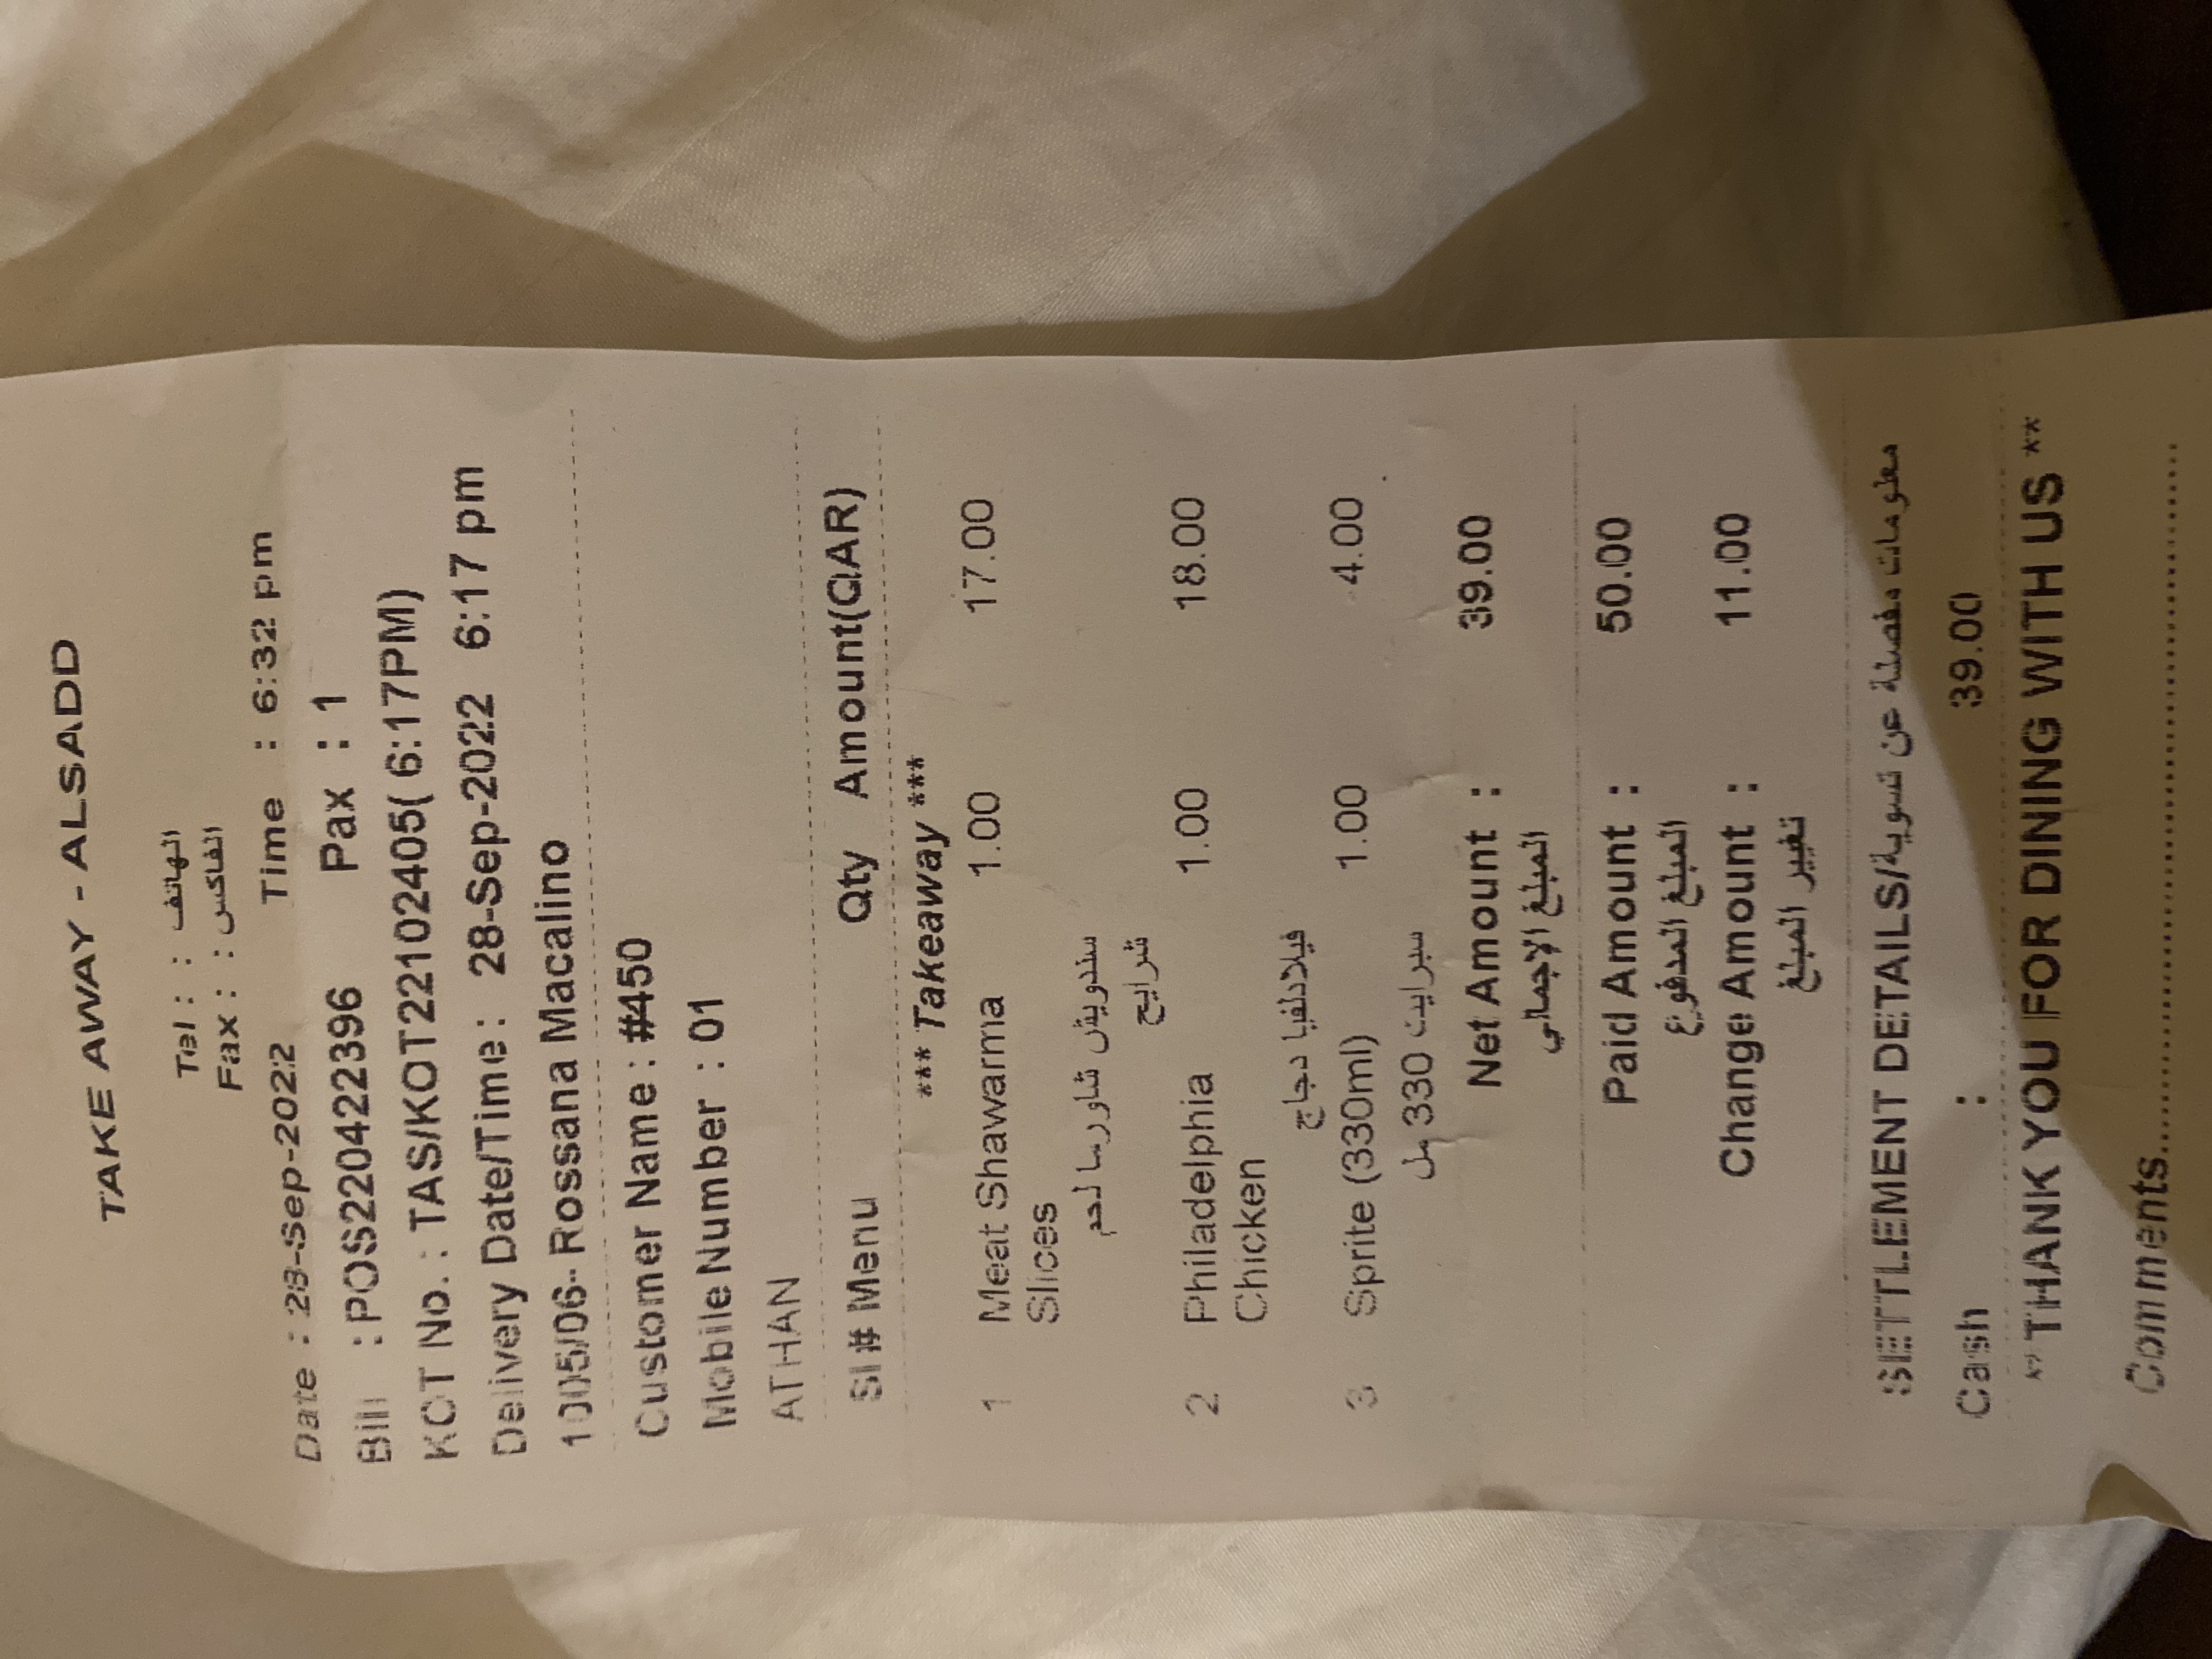 TAKE AWAY - ALSADD
Tel : : الهاتف
Fax : : الفاكس
Date : 28-Sep-2022 Time : 6:32 pm
Bill :POS220422396 Pax : 1
KOT No. : TAS/KOT2210 2405( 6:17PM)
Delivery Date/Time : 28-Sep-2022 6:17 pm
1005/06- Rossana Macalino
Customer Name : #450
Mobile Number : 01
ATHAN
Sl# Menu Qty Amount(QAR)
*** Takeaway ***
1 Meat Shawarma 1.00 17.00
Slices
سندويش شاورما لحم
شرايح
2 Philadelphia 1.00 18.00
Chicken
فيلادلفيا دجاج
3 Sprite (330ml) 1.00 4.00
سبرايت 330 مل
Net Amount : 39.00
المبلغ الإجمالي
Paid Amount : 50.00
المبلغ المدفوع
Change Amount : 11.00
تغيير المبلغ
SETTLEMENT DETAILS/معلومات مفصلة عن تسوية
Cash : 39.00
** THANK YOU FOR DINING WITH US **
Comments..............................